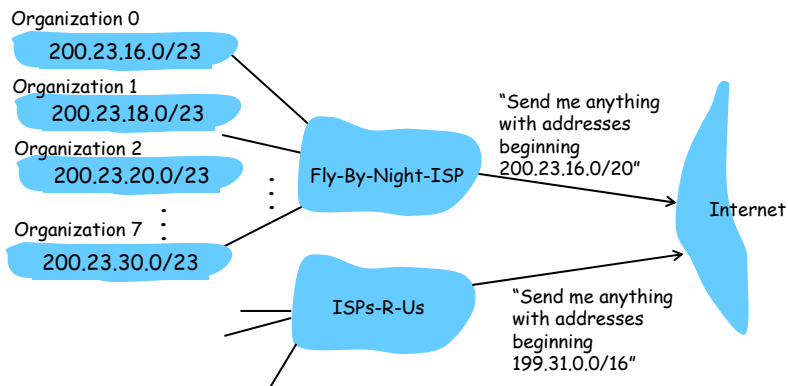 Organization 0
200.23.16.0/23
Organization 1
200.23.18.0/23
Organization 2
200.23.20.0/23
Organization 7
200.23.30.0/23
Fly-By-Night-ISP
“Send me anything
with addresses
beginning
200.23.16.0/20”
Internet
ISPs-R-Us
“Send me anything
with addresses
beginning
199.31.0.0/16”